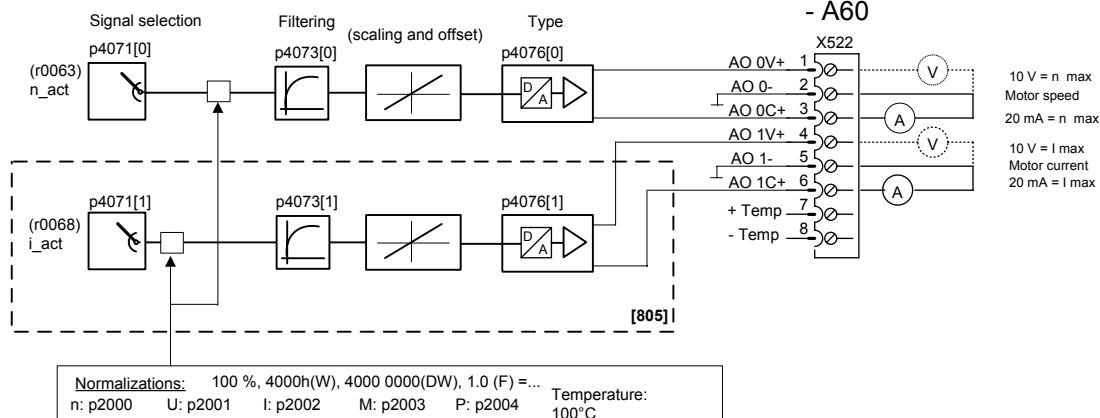 - A60
Signal selection
Filtering
(scaling and offset)
Type
X522
p4071[0]
p4073[0]
p4076[0]
(r0063)
n_act
D
A
AO 0V+ 1
AO 0- 2
AO 0C+ 3
AO 1V+ 4
AO 1- 5
AO 1C+ 6
+ Temp 7
- Temp 8
V
A
V
A
10 V = n max
Motor speed
20 mA = n max
10 V = I max
Motor current
20 mA = I max
p4071[1]
p4073[1]
p4076[1]
(r0068)
i_act
D
A
[805]
Normalizations: 100 %, 4000h(W), 4000 0000(DW), 1.0 (F) =...
n: p2000 U: p2001 I: p2002 M: p2003 P: p2004
Temperature:
100°C